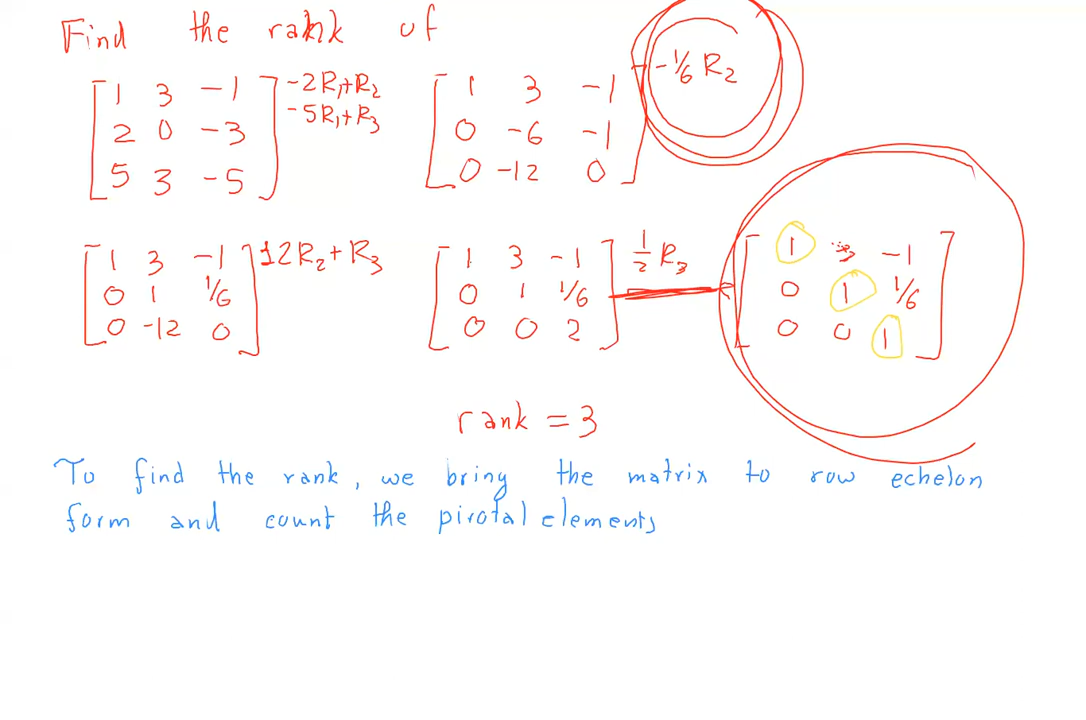 Find the rank of
[ 1 3 -1 ] -2R₁+R₂ [ 1 3 -1 ] -1/6 R₂
[ 2 0 -3 ] -5R₁+R₃ [ 0 -6 -1 ]
[ 5 3 -5 ] [ 0 -12 0 ]
[ 1 3 -1 ] 12R₂+R₃ [ 1 3 -1 ] 1/2 R₃ [ 1 3 -1 ]
[ 0 1 1/6 ] [ 0 1 1/6 ] [ 0 1 1/6 ]
[ 0 -12 0 ] [ 0 0 2 ] [ 0 0 1 ]
rank = 3
To find the rank, we bring the matrix to row echelon
form and count the pivotal elements